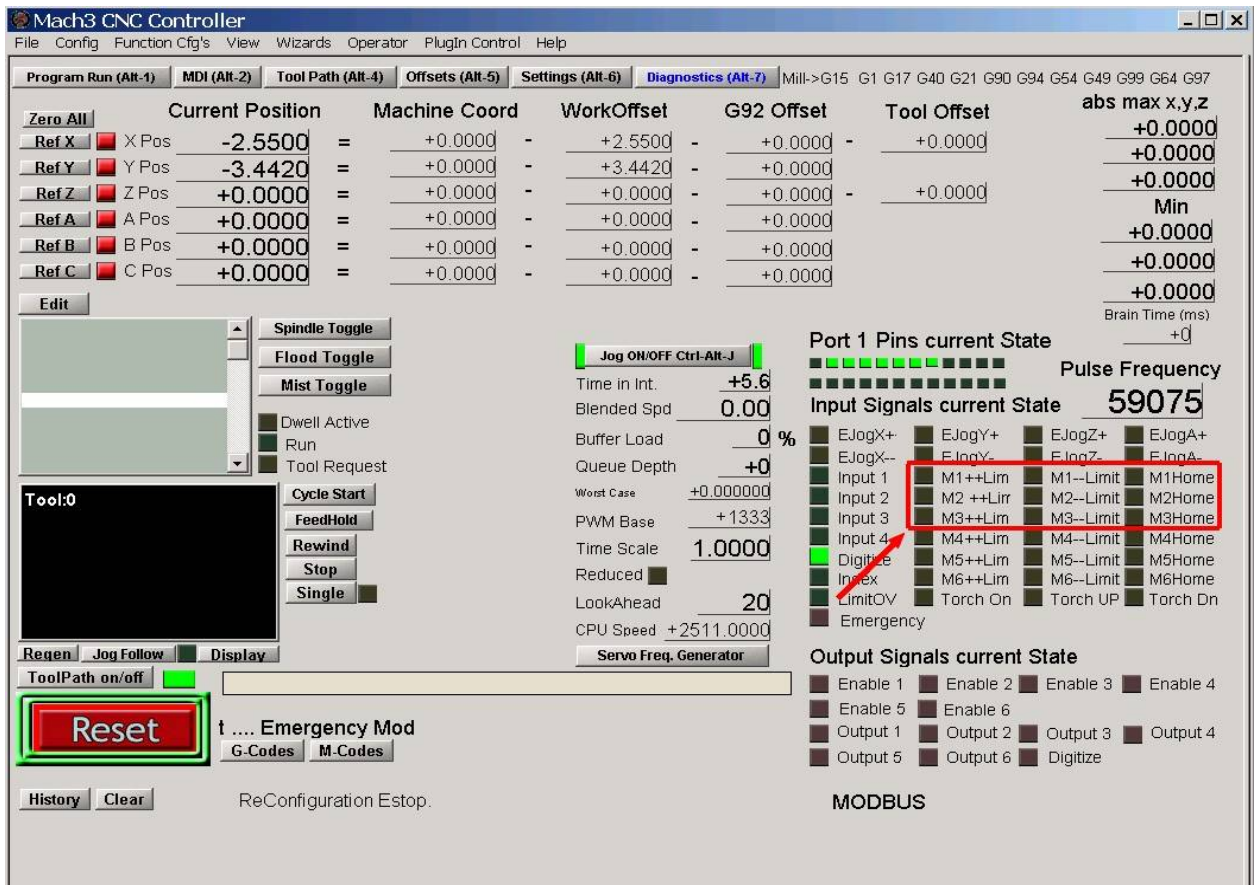 Mach3 CNC Controller
File Config Function Cfg's View Wizards Operator PlugIn Control Help
Program Run (Alt-1) MDI (Alt-2) Tool Path (Alt-4) Offsets (Alt-5) Settings (Alt-6) Diagnostics (Alt-7) Mill->G15 G1 G17 G40 G21 G90 G94 G54 G49 G99 G64 G97
Zero All Current Position Machine Coord WorkOffset G92 Offset Tool Offset abs max x,y,z
Ref X X Pos -2.5500 = +0.0000 - +2.5500 - +0.0000 - +0.0000 +0.0000
Ref Y Y Pos -3.4420 = +0.0000 - +3.4420 - +0.0000 +0.0000
Ref Z Z Pos +0.0000 = +0.0000 - +0.0000 - +0.0000 - +0.0000 +0.0000
Min
Ref A A Pos +0.0000 = +0.0000 - +0.0000 - +0.0000
+0.0000
Ref B B Pos +0.0000 = +0.0000 - +0.0000 - +0.0000
+0.0000
Ref C C Pos +0.0000 = +0.0000 - +0.0000 - +0.0000
+0.0000
Edit
Brain Time (ms)
+0
Spindle Toggle
Flood Toggle
Mist Toggle
Dwell Active
Run
Tool Request
Tool:0
Cycle Start
FeedHold
Rewind
Stop
Single
Regen Jog Follow Display
ToolPath on/off
Reset
t .... Emergency Mod
G-Codes M-Codes
History Clear ReConfiguration Estop.
Jog ON/OFF Ctrl-Alt-J
Time in Int. +5.6
Blended Spd 0.00
Buffer Load 0 %
Queue Depth +0
Worst Case +0.000000
PWM Base +1333
Time Scale 1.0000
Reduced
LookAhead 20
CPU Speed +2511.0000
Servo Freq. Generator
Port 1 Pins current State
Pulse Frequency
59075
Input Signals current State
EJogX+ EJogY+ EJogZ+ EJogA+
EJogX-- EJogY- EJogZ- EJogA-
Input 1 M1++Lim M1--Limit M1Home
Input 2 M2 ++Lim M2--Limit M2Home
Input 3 M3++Lim M3--Limit M3Home
Input 4 M4++Lim M4--Limit M4Home
Digitize M5++Lim M5--Limit M5Home
Index M6++Lim M6--Limit M6Home
LimitOV Torch On Torch UP Torch Dn
Emergency
Output Signals current State
Enable 1 Enable 2 Enable 3 Enable 4
Enable 5 Enable 6
Output 1 Output 2 Output 3 Output 4
Output 5 Output 6 Digitize
MODBUS